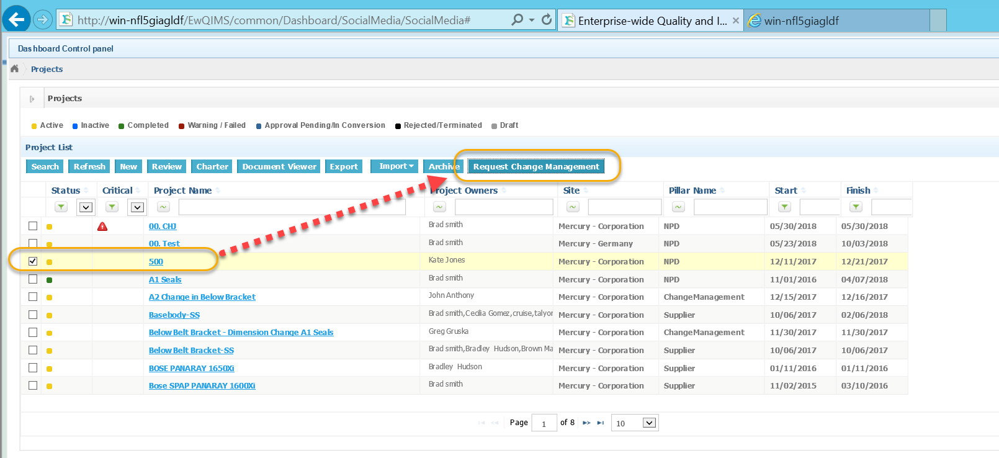 http://win-nfl5giagldf/EwQIMS/common/Dashboard/SocialMedia/SocialMedia#
Enterprise-wide Quality and I...
win-nfl5giagldf
Dashboard Control panel
Projects
Projects
Active Inactive Completed Warning / Failed Approval Pending/In Conversion Rejected/Terminated Draft
Project List
Search Refresh New Review Charter Document Viewer Export Import Archive Request Change Management
Status Critical Project Name Project Owners Site Pillar Name Start Finish
00. CHJ Brad smith Mercury - Corporation NPD 05/30/2018 05/30/2018
00. Test Brad smith Mercury - Germany NPD 05/23/2018 10/03/2018
500 Kate Jones Mercury - Corporation NPD 12/11/2017 12/21/2017
A1 Seals Brad smith Mercury - Corporation NPD 11/01/2016 04/07/2018
A2 Change in Below Bracket John Anthony Mercury - Corporation ChangeManagement 12/15/2017 12/16/2017
Basebody-SS Brad smith,Cecilia Gomez,cruise,talyor Mercury - Corporation Supplier 10/06/2017 02/06/2018
Below Belt Bracket - Dimension Change A1 Seals Greg Gruska Mercury - Corporation ChangeManagement 11/30/2017 11/30/2017
Below Belt Bracket-SS Brad smith,Bradley Hudson,Brown Ma Mercury - Corporation Supplier 10/06/2017 10/06/2017
BOSE PANARAY 1650Xi Bradley Hudson Mercury - Corporation Supplier 01/11/2016 01/11/2016
Bose SPAP PANARAY 1600Xi Brad smith Mercury - Corporation Supplier 11/02/2015 03/10/2016
Page 1 of 8 10